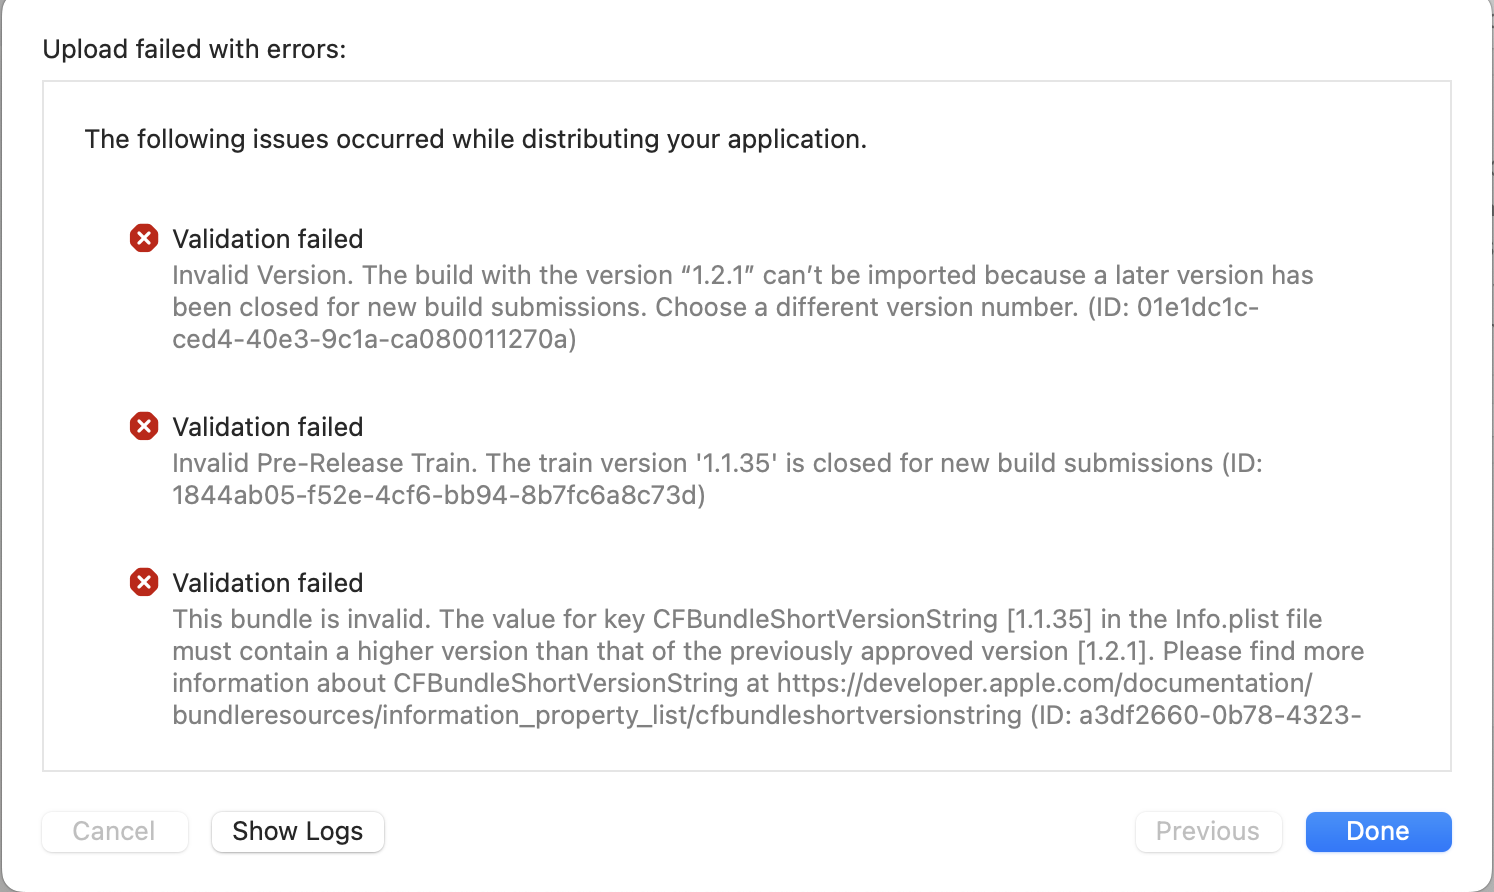 Upload failed with errors:
The following issues occurred while distributing your application.
Validation failed
Invalid Version. The build with the version “1.2.1” can’t be imported because a later version has
been closed for new build submissions. Choose a different version number. (ID: 01e1dc1c-
ced4-40e3-9c1a-ca080011270a)
Validation failed
Invalid Pre-Release Train. The train version '1.1.35' is closed for new build submissions (ID:
1844ab05-f52e-4cf6-bb94-8b7fc6a8c73d)
Validation failed
This bundle is invalid. The value for key CFBundleShortVersionString [1.1.35] in the Info.plist file
must contain a higher version than that of the previously approved version [1.2.1]. Please find more
information about CFBundleShortVersionString at https://developer.apple.com/documentation/
bundleresources/information_property_list/cfbundleshortversionstring (ID: a3df2660-0b78-4323-
Cancel
Show Logs
Previous
Done